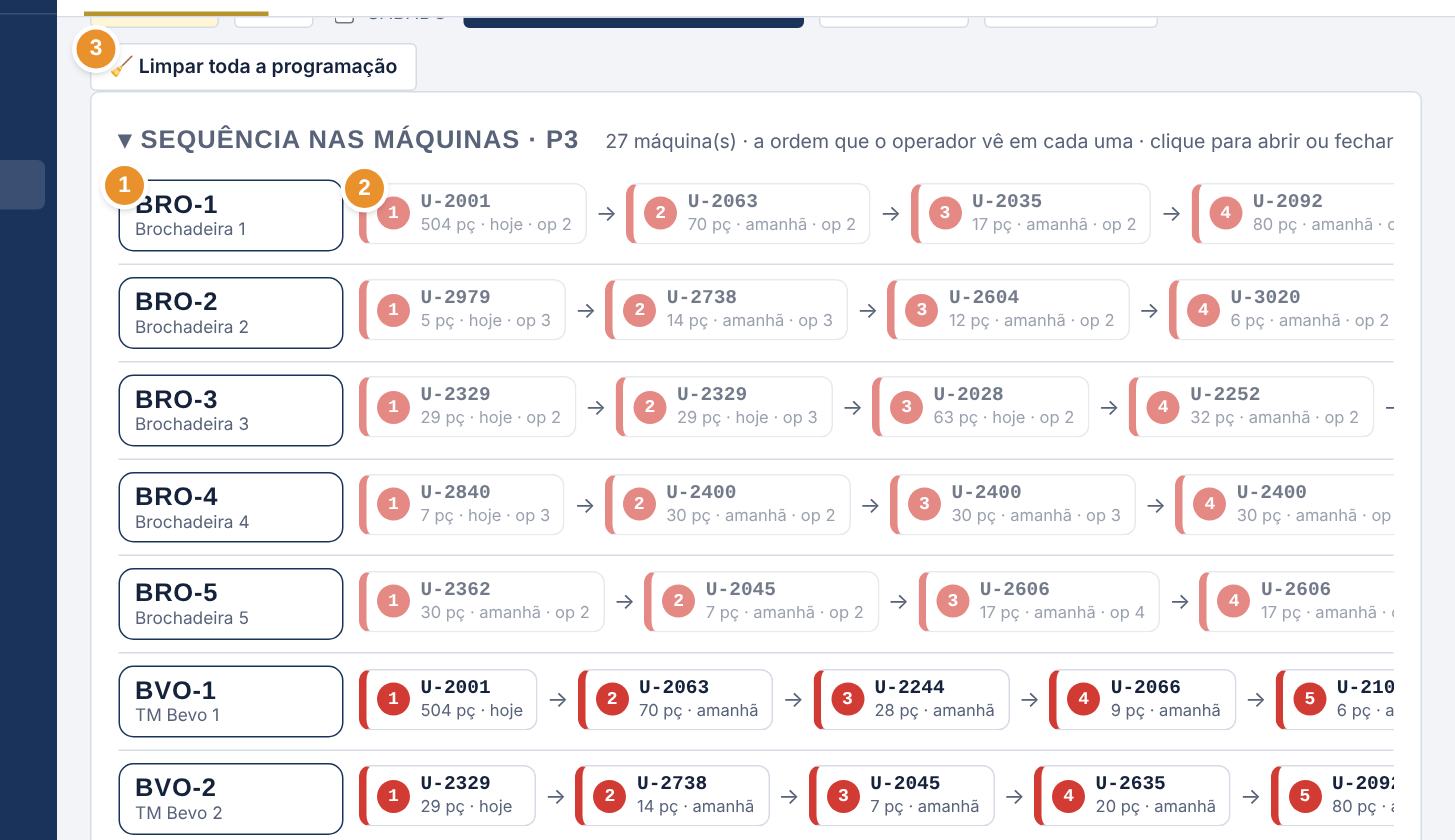 3
Limpar toda a programação
▼ SEQUÊNCIA NAS MÁQUINAS · P3 27 máquina(s) · a ordem que o operador vê em cada uma · clique para abrir ou fechar
1 2
BRO-1 1 U-2001 → 2 U-2063 → 3 U-2035 → 4 U-2092
Brochadeira 1 504 pç · hoje · op 2 70 pç · amanhã · op 2 17 pç · amanhã · op 2 80 pç · amanhã ·
BRO-2 1 U-2979 → 2 U-2738 → 3 U-2604 → 4 U-3020
Brochadeira 2 5 pç · hoje · op 3 14 pç · amanhã · op 3 12 pç · amanhã · op 2 6 pç · amanhã · op 2
BRO-3 1 U-2329 → 2 U-2329 → 3 U-2028 → 4 U-2252
Brochadeira 3 29 pç · hoje · op 2 29 pç · hoje · op 3 63 pç · hoje · op 2 32 pç · amanhã · op 2
BRO-4 1 U-2840 → 2 U-2400 → 3 U-2400 → 4 U-2400
Brochadeira 4 7 pç · hoje · op 3 30 pç · amanhã · op 2 30 pç · amanhã · op 3 30 pç · amanhã · op
BRO-5 1 U-2362 → 2 U-2045 → 3 U-2606 → 4 U-2606
Brochadeira 5 30 pç · amanhã · op 2 7 pç · amanhã · op 2 17 pç · amanhã · op 4 17 pç · amanhã ·
BVO-1 1 U-2001 → 2 U-2063 → 3 U-2244 → 4 U-2066 → 5 U-210
TM Bevo 1 504 pç · hoje 70 pç · amanhã 28 pç · amanhã 9 pç · amanhã 6 pç · a
BVO-2 1 U-2329 → 2 U-2738 → 3 U-2045 → 4 U-2635 → 5 U-2092
TM Bevo 2 29 pç · hoje 14 pç · amanhã 7 pç · amanhã 20 pç · amanhã 80 pç ·